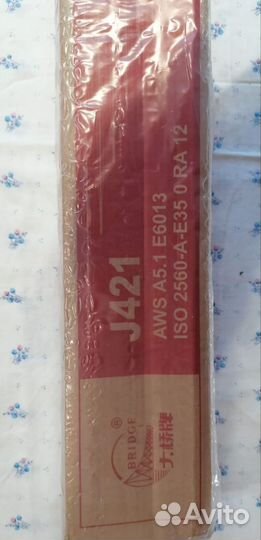 J421
AWS A5.1 E6013
ISO 2560-A-E35 0 RA 12
®
BRIDGE
大桥牌
Avito